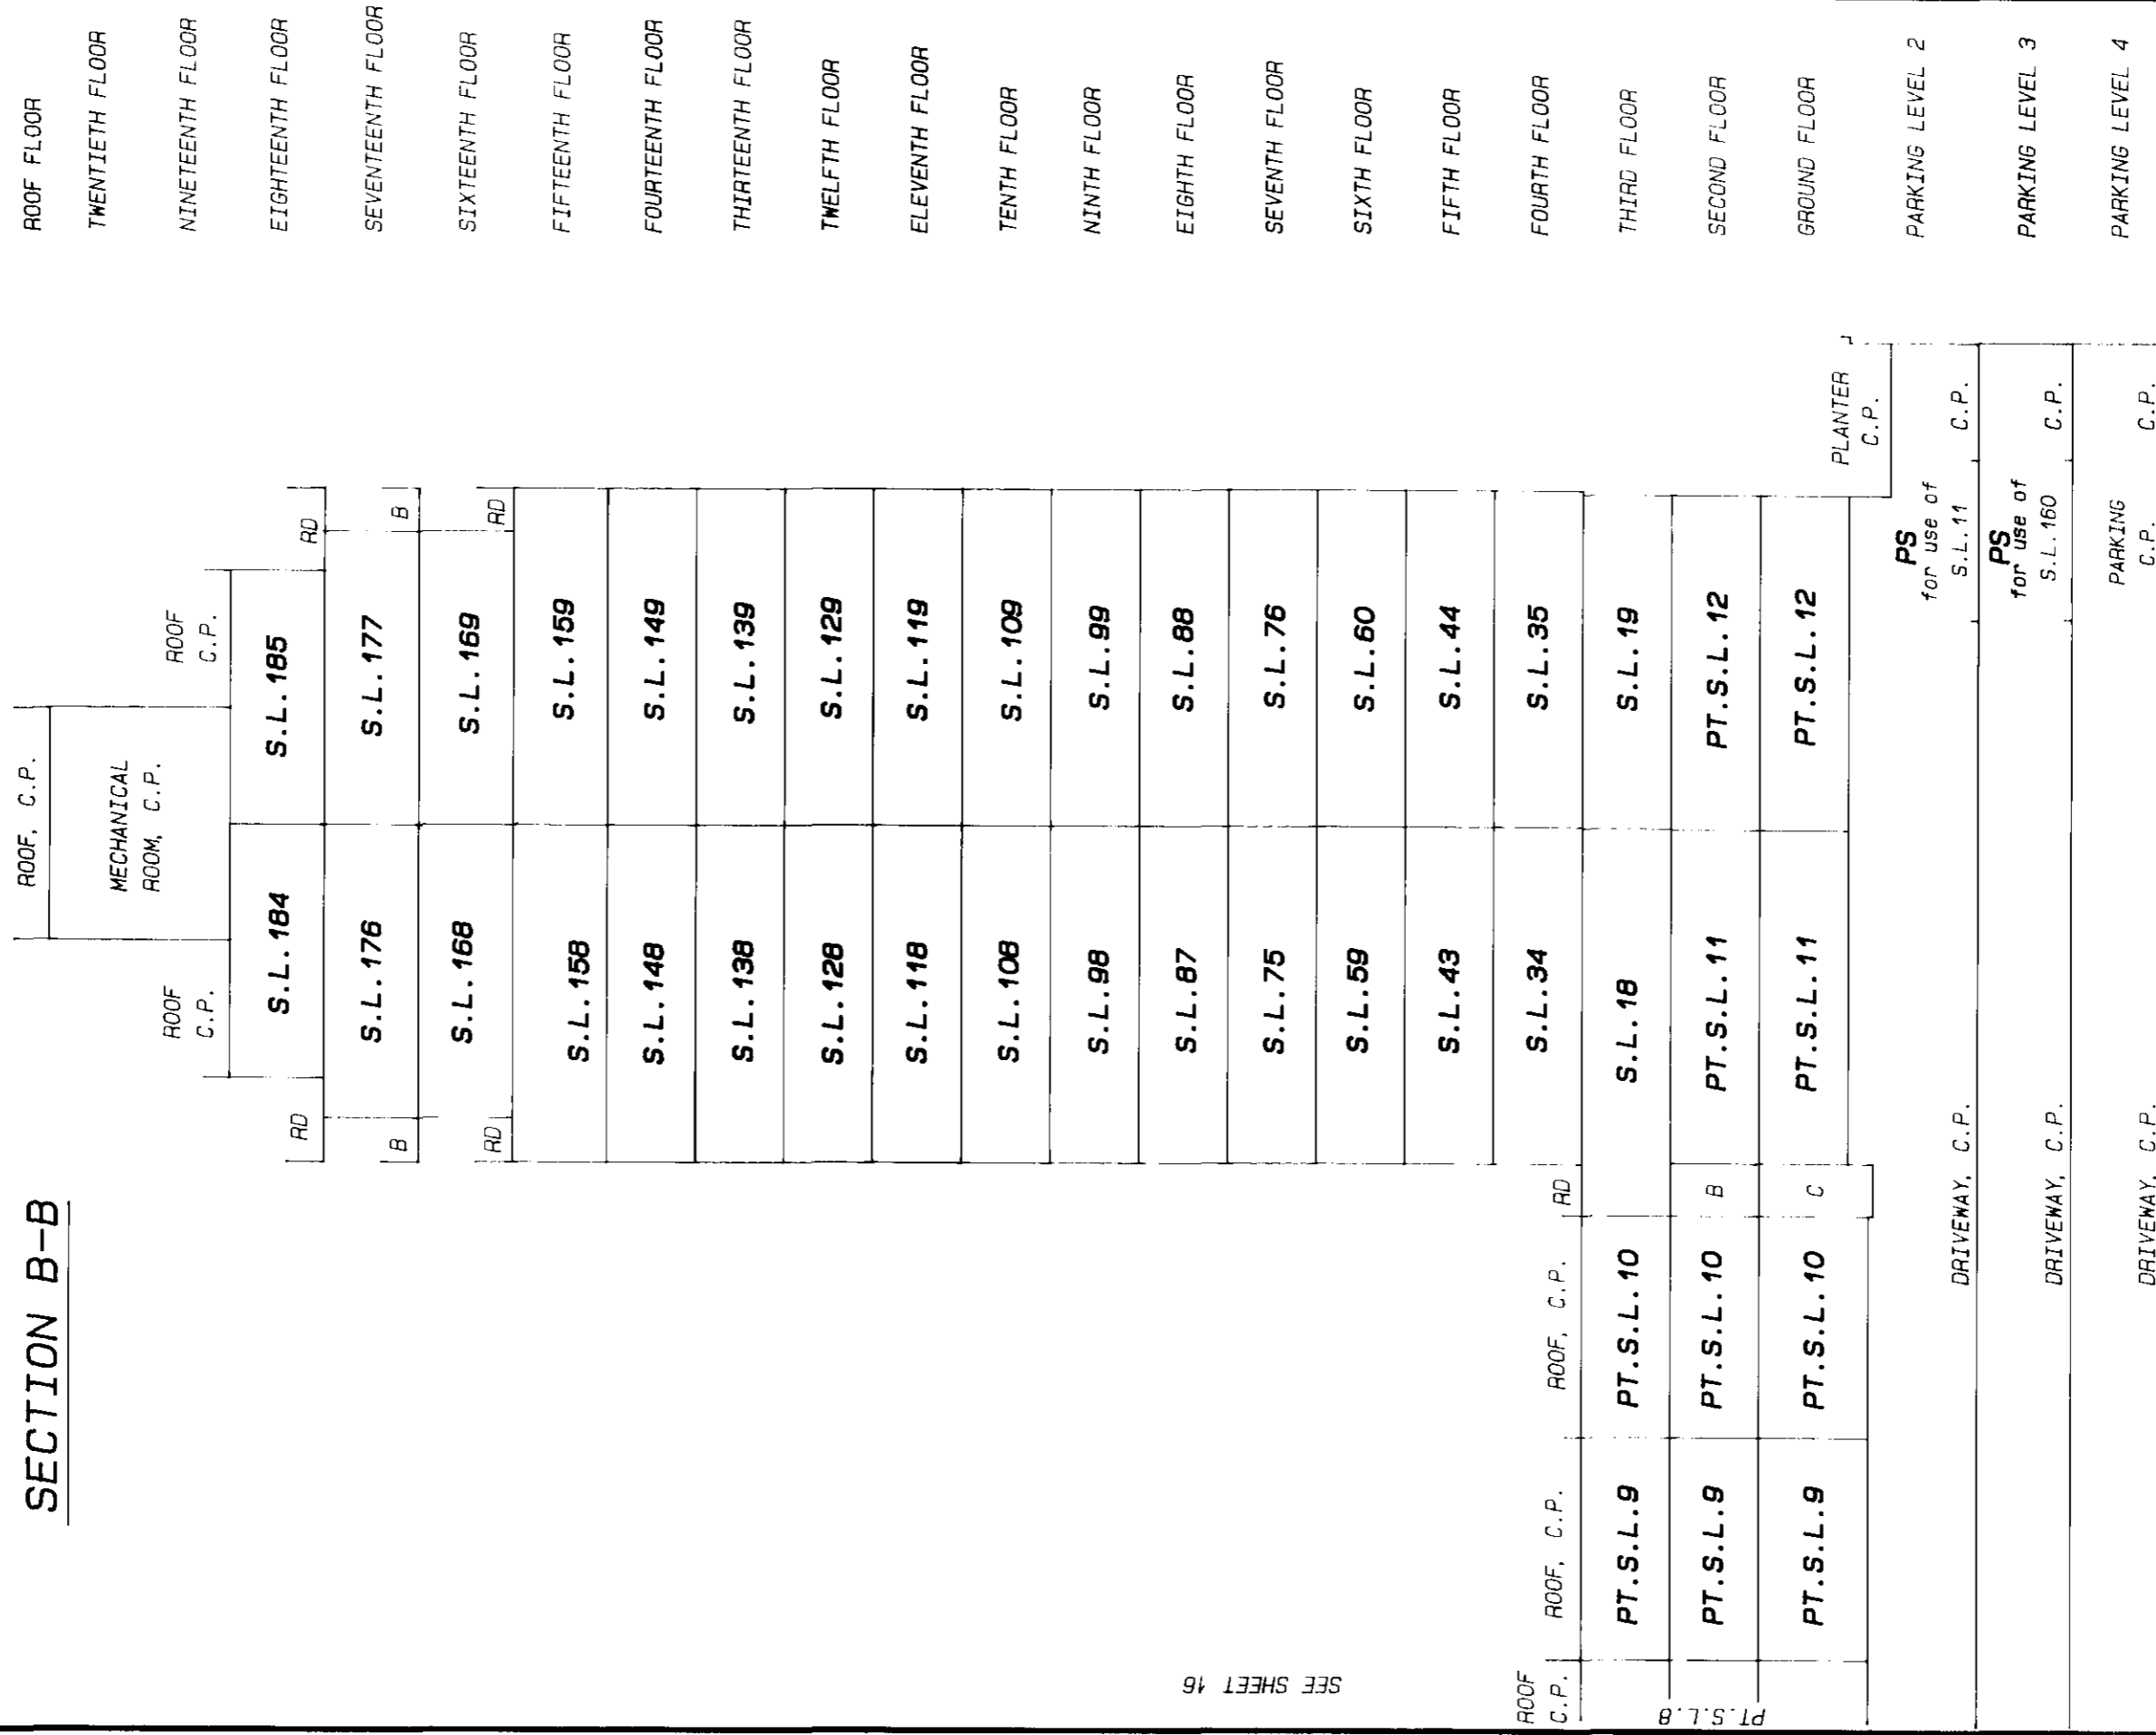 SECTION B-B
ROOF, C.P.
ROOF FLOOR
MECHANICAL
ROOM, C.P.
TWENTIETH FLOOR
ROOF
C.P.
ROOF
C.P.
NINETEENTH FLOOR
RD
S.L.184
S.L.185
RD
EIGHTEENTH FLOOR
B
S.L.176
S.L.177
B
SEVENTEENTH FLOOR
RD
S.L.168
S.L.169
RD
SIXTEENTH FLOOR
S.L.158
S.L.159
FIFTEENTH FLOOR
S.L.148
S.L.149
FOURTEENTH FLOOR
S.L.138
S.L.139
THIRTEENTH FLOOR
S.L.128
S.L.129
TWELFTH FLOOR
S.L.118
S.L.119
ELEVENTH FLOOR
S.L.108
S.L.109
TENTH FLOOR
S.L.98
S.L.99
NINTH FLOOR
SEE SHEET 16
S.L.87
S.L.88
EIGHTH FLOOR
S.L.75
S.L.76
SEVENTH FLOOR
S.L.59
S.L.60
SIXTH FLOOR
S.L.43
S.L.44
FIFTH FLOOR
ROOF
C.P.
ROOF, C.P.
ROOF, C.P.
RD
S.L.34
S.L.35
FOURTH FLOOR
PT.S.L.9
PT.S.L.10
S.L.18
S.L.19
THIRD FLOOR
PT.S.L.8
PT.S.L.9
PT.S.L.10
B
PT.S.L.11
PT.S.L.12
SECOND FLOOR
PT.S.L.9
PT.S.L.10
C
PT.S.L.11
PT.S.L.12
GROUND FLOOR
PLANTER
C.P.
DRIVEWAY, C.P.
PS
for use of
S.L.11
C.P.
PARKING LEVEL 2
DRIVEWAY, C.P.
PS
for use of
S.L.160
C.P.
PARKING LEVEL 3
DRIVEWAY, C.P.
PARKING
C.P.
C.P.
PARKING LEVEL 4